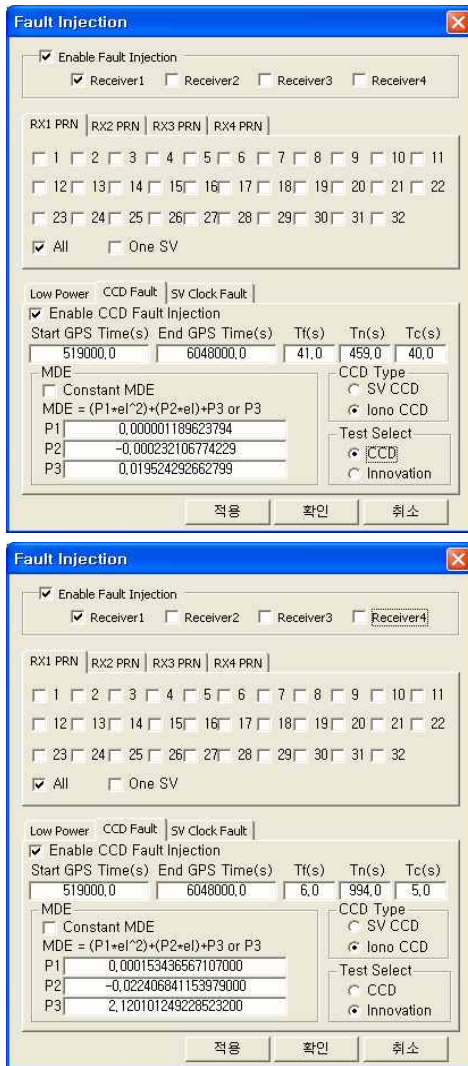 Fault Injection
Enable Fault Injection
Receiver1 Receiver2 Receiver3 Receiver4
RX1 PRN RX2 PRN RX3 PRN RX4 PRN
1 2 3 4 5 6 7 8 9 10 11
12 13 14 15 16 17 18 19 20 21 22
23 24 25 26 27 28 29 30 31 32
All One SV
Low Power CCD Fault SV Clock Fault
Enable CCD Fault Injection
Start GPS Time(s) End GPS Time(s) Tf(s) Tn(s) Tc(s)
519000,0 6048000,0 41,0 459,0 40,0
MDE CCD Type
Constant MDE SV CCD
MDE = (P1*el^2)+(P2*el)+P3 or P3 Iono CCD
P1 0,000001189623794
P2 -0,000232106774229 Test Select
P3 0,019524292662799 CCD
Innovation
적용 확인 취소
Fault Injection
Enable Fault Injection
Receiver1 Receiver2 Receiver3 Receiver4
RX1 PRN RX2 PRN RX3 PRN RX4 PRN
1 2 3 4 5 6 7 8 9 10 11
12 13 14 15 16 17 18 19 20 21 22
23 24 25 26 27 28 29 30 31 32
All One SV
Low Power CCD Fault SV Clock Fault
Enable CCD Fault Injection
Start GPS Time(s) End GPS Time(s) Tf(s) Tn(s) Tc(s)
519000,0 6048000,0 6,0 994,0 5,0
MDE CCD Type
Constant MDE SV CCD
MDE = (P1*el^2)+(P2*el)+P3 or P3 Iono CCD
P1 0,000153436567107000
P2 -0,022406841153979000 Test Select
P3 2,120101249228523200 CCD
Innovation
적용 확인 취소